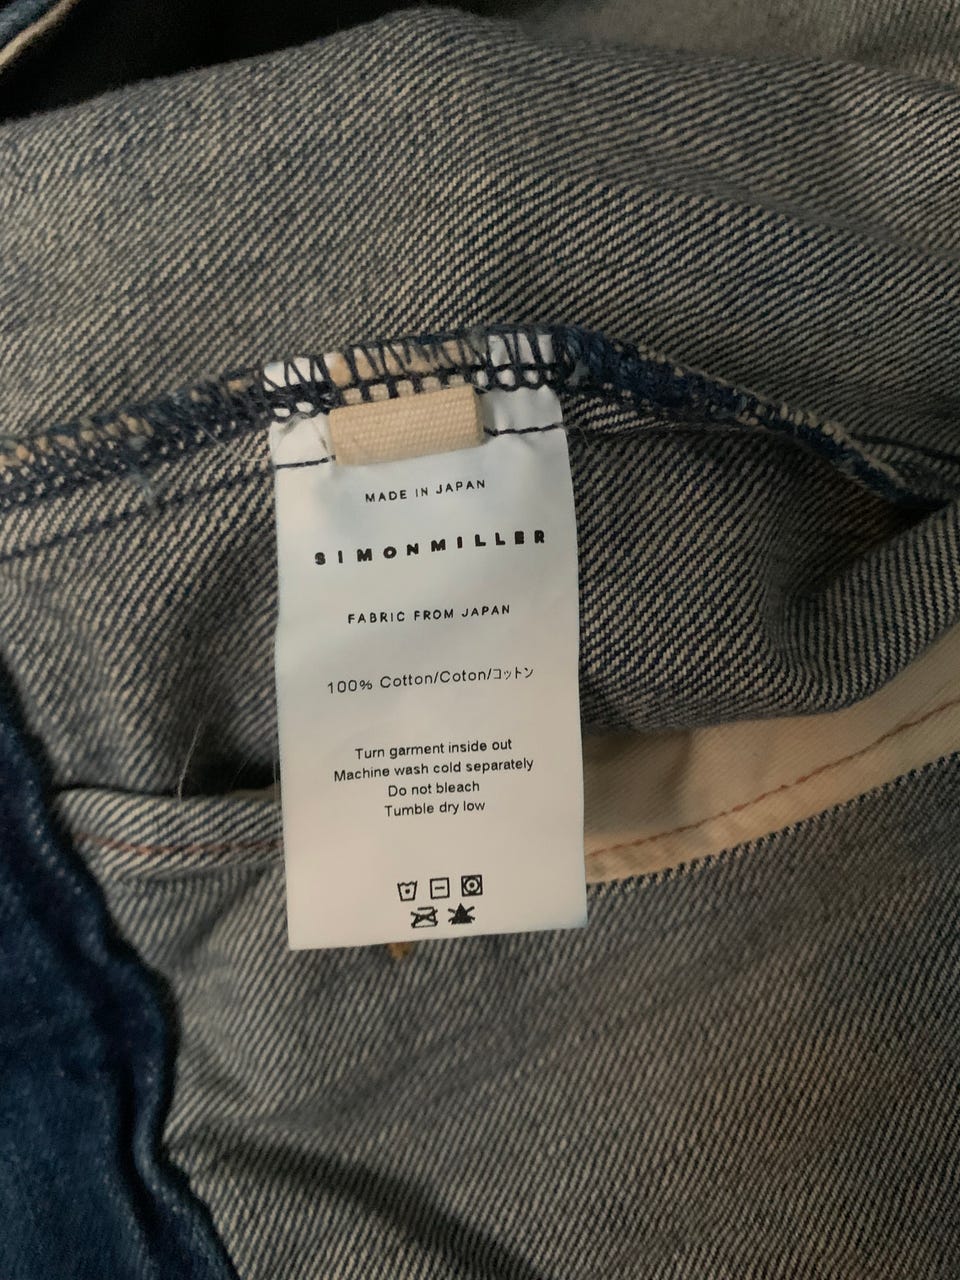 MADE IN JAPAN
SIMONMILLER
FABRIC FROM JAPAN
100% Cotton/Coton/コットン
Turn garment inside out
Machine wash cold separately
Do not bleach
Tumble dry low